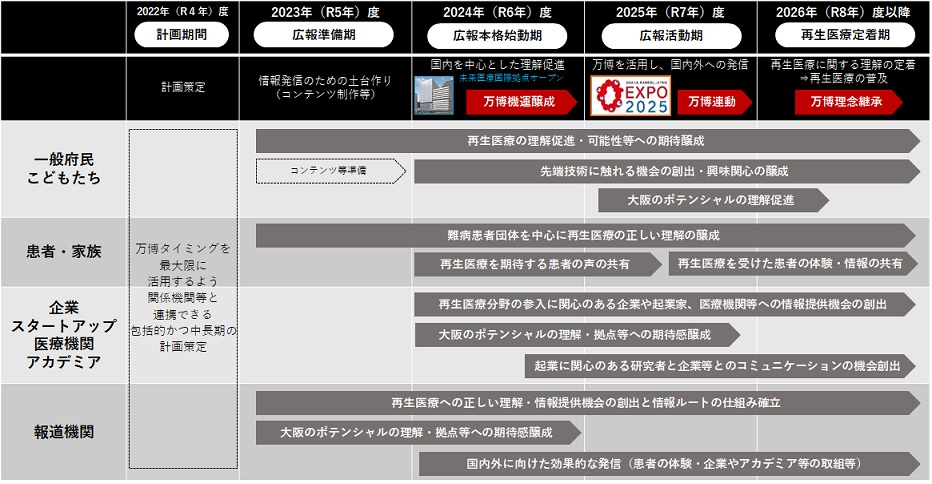 2022年（R４年）度
計画期間
2023年（R5年）度
広報準備期
2024年（R6年）度
広報本格始動期
2025年（R7年）度
広報活動期
2026年（R8年）度以降
再生医療定着期
計画策定
情報発信のための土台作り
（コンテンツ制作等）
国内を中心とした理解促進
未来医療国際拠点オープン
万博機運醸成
万博を活用し、国内外への発信
OSAKA, KANSAI, JAPAN
EXPO
2025
万博連動
再生医療に関する理解の定着
⇒再生医療の普及
万博理念継承
一般府民
こどもたち
再生医療の理解促進・可能性等への期待醸成
コンテンツ等準備
先端技術に触れる機会の創出・興味関心の醸成
大阪のポテンシャルの理解促進
万博タイミングを
最大限に
活用するよう
関係機関等と
連携できる
包括的かつ中長期の
計画策定
患者・家族
難病患者団体を中心に再生医療の正しい理解の醸成
再生医療を期待する患者の声の共有
再生医療を受けた患者の体験・情報の共有
企業
スタートアップ
医療機関
アカデミア
再生医療分野の参入に関心のある企業や起業家、医療機関等への情報提供機会の創出
大阪のポテンシャルの理解・拠点等への期待感醸成
起業に関心のある研究者と企業等とのコミュニケーションの機会創出
報道機関
再生医療への正しい理解・情報提供機会の創出と情報ルートの仕組み確立
大阪のポテンシャルの理解・拠点等への期待感醸成
国内外に向けた効果的な発信（患者の体験・企業やアカデミア等の取組等）